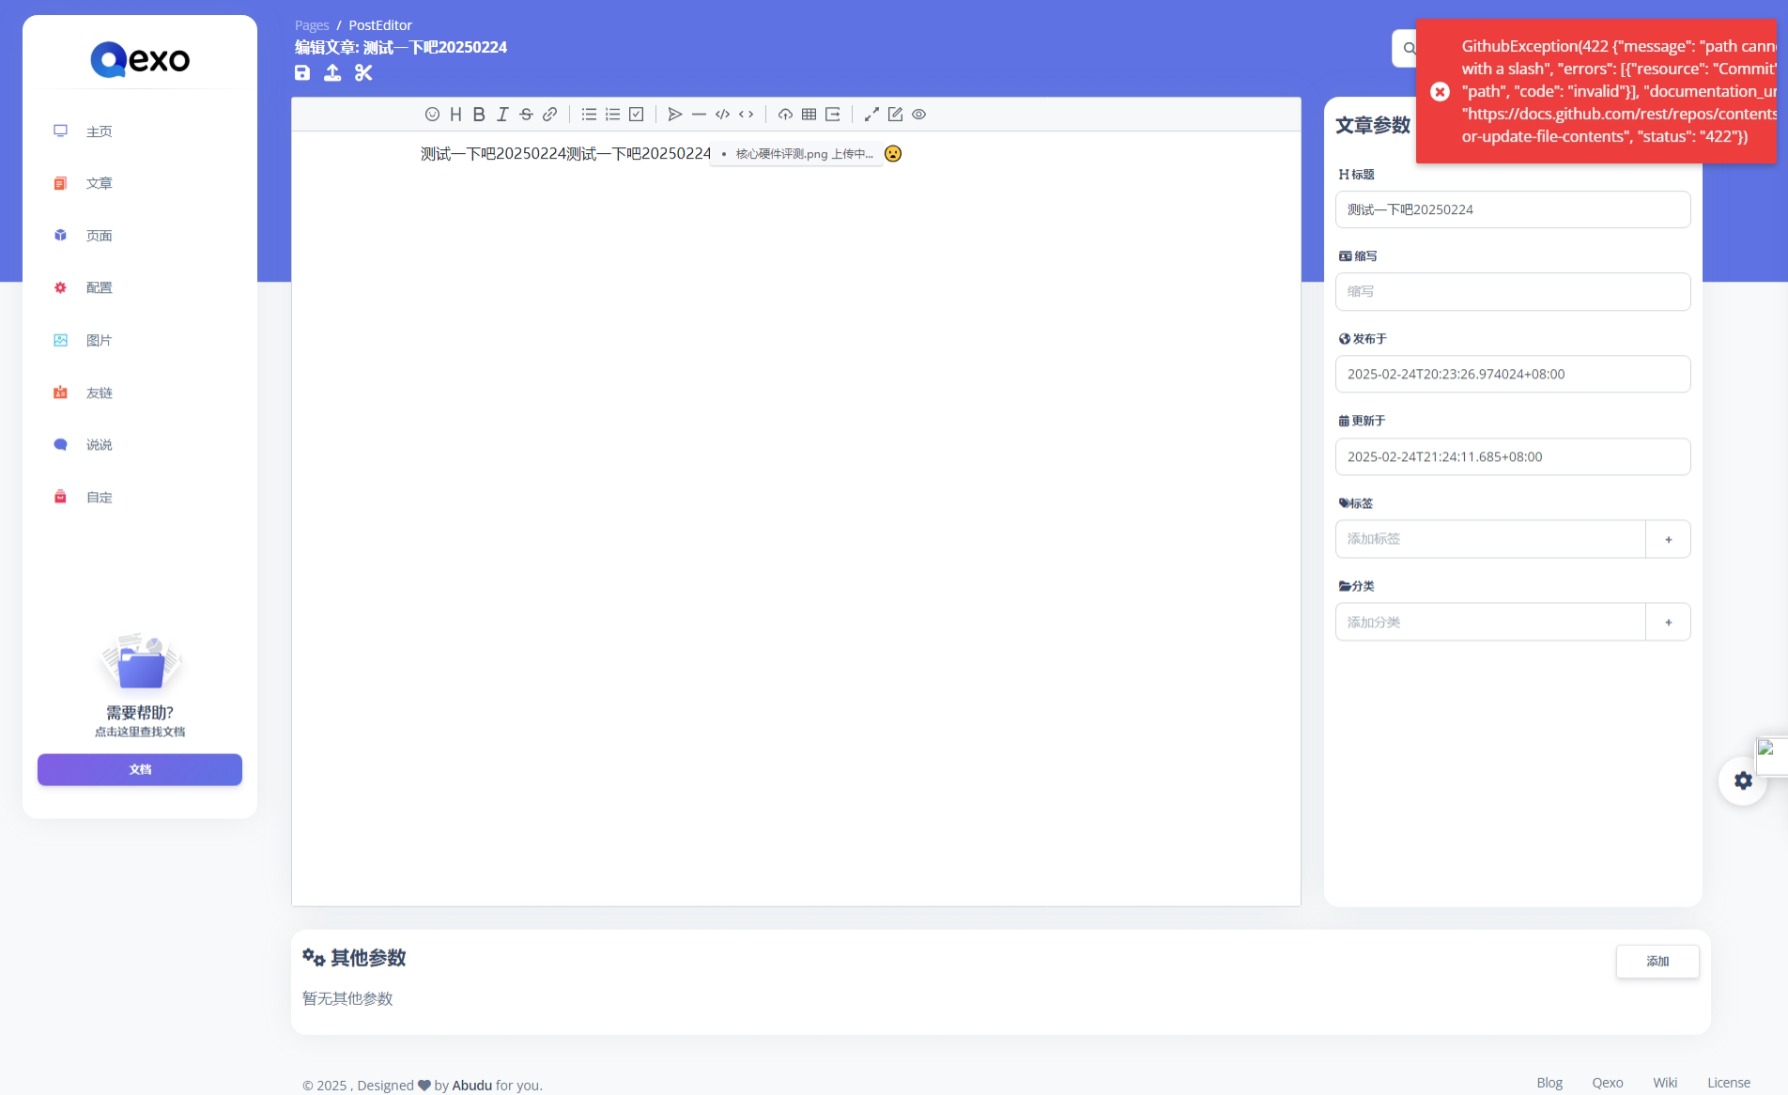 Qexo
主页
文章
页面
配置
图片
友链
说说
自定
需要帮助?
点击这里查找文档
文档
Pages / PostEditor
编辑文章: 测试一下吧20250224
测试一下吧20250224测试一下吧20250224
核心硬件评测.png 上传中...
GithubException(422 {"message": "path cann
with a slash", "errors": [{"resource": "Commit"
"path", "code": "invalid"}], "documentation_ur
"https://docs.github.com/rest/repos/contents
or-update-file-contents", "status": "422"})
文章参数
标题
测试一下吧20250224
缩写
缩写
发布于
2025-02-24T20:23:26.974024+08:00
更新于
2025-02-24T21:24:11.685+08:00
标签
添加标签 +
分类
添加分类 +
其他参数
添加
暂无其他参数
© 2025 , Designed by Abudu for you.
Blog Qexo Wiki License